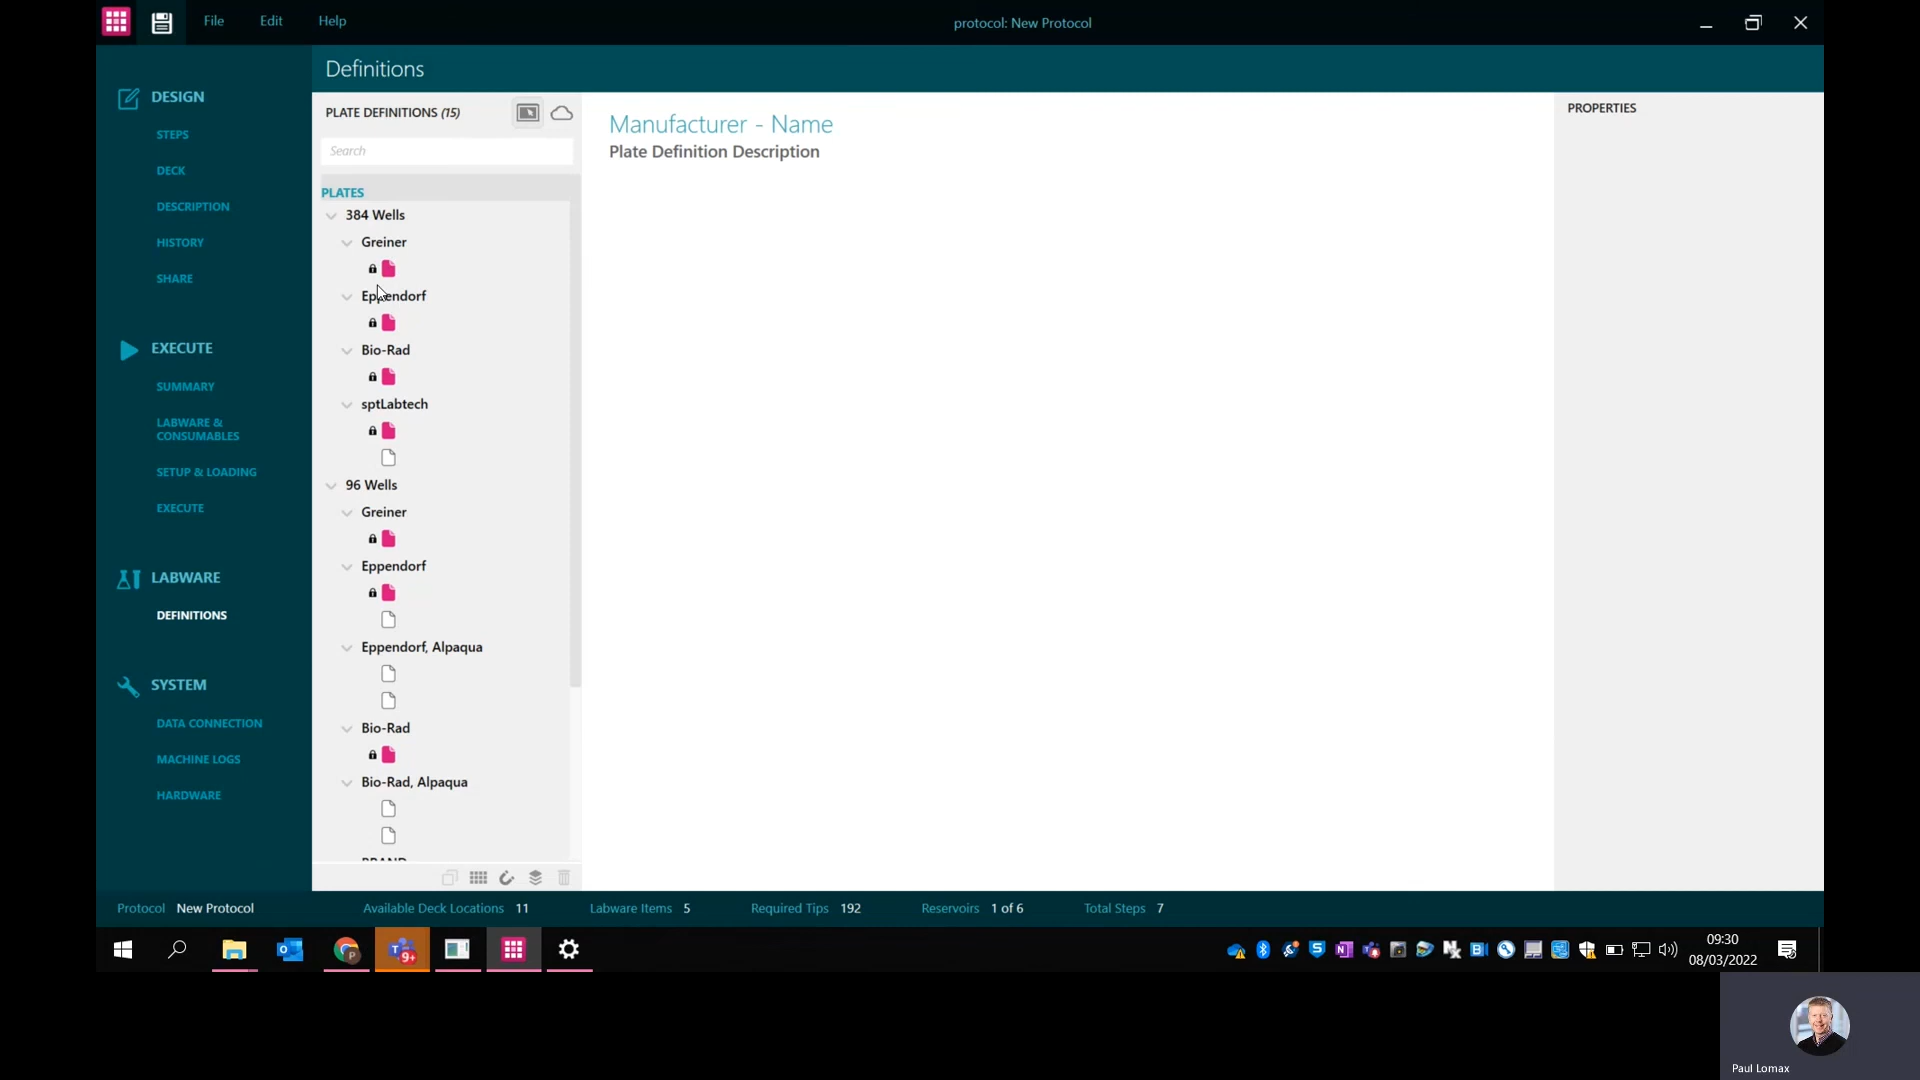 File Edit Help
protocol: New Protocol
Definitions
DESIGN
STEPS
DECK
DESCRIPTION
HISTORY
SHARE
EXECUTE
SUMMARY
LABWARE &
CONSUMABLES
SETUP & LOADING
EXECUTE
LABWARE
DEFINITIONS
SYSTEM
DATA CONNECTION
MACHINE LOGS
HARDWARE
PLATE DEFINITIONS (15)
Search
PLATES
384 Wells
Greiner
Eppendorf
Bio-Rad
sptLabtech
96 Wells
Greiner
Eppendorf
Eppendorf, Alpaqua
Bio-Rad
Bio-Rad, Alpaqua
BRAND
Manufacturer - Name
Plate Definition Description
PROPERTIES
Protocol New Protocol Available Deck Locations 11 Labware Items 5 Required Tips 192 Reservoirs 1 of 6 Total Steps 7
9+
09:30
08/03/2022
Paul Lomax